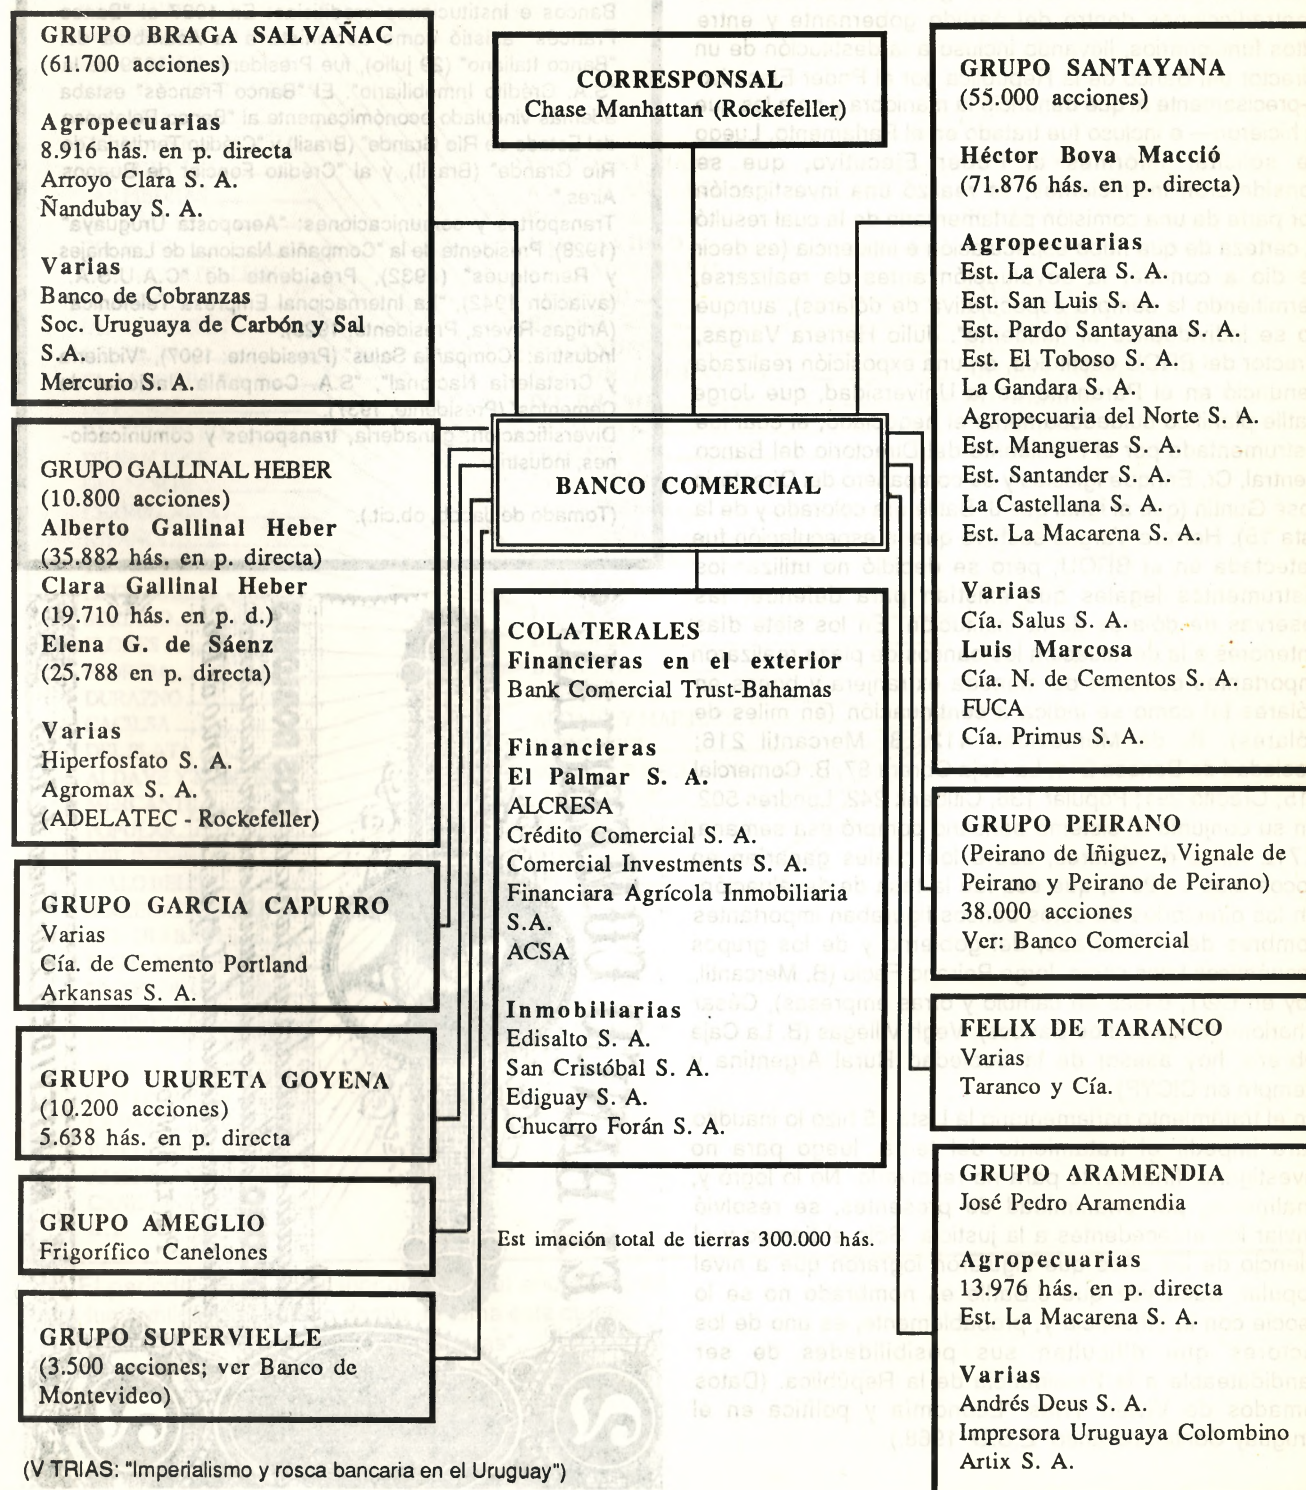 GRUPO BRAGA SALVAÑAC
(61.700 acciones)
Agropecuarias
8.916 hás. en p. directa
Arroyo Clara S. A.
Ñandubay S. A.
Varias
Banco de Cobranzas
Soc. Uruguaya de Carbón y Sal
S.A.
Mercurio S. A.
GRUPO GALLINAL HEBER
(10.800 acciones)
Alberto Gallinal Heber
(35.882 hás. en p. directa)
Clara Gallinal Heber
(19.710 hás. en p. d.)
Elena G. de Sáenz
(25.788 en p. directa)
Varias
Hiperfosfato S. A.
Agromax S. A.
(ADELATEC - Rockefeller)
GRUPO GARCIA CAPURRO
Varias
Cía. de Cemento Portland
Arkansas S. A.
GRUPO URURETA GOYENA
(10.200 acciones)
5.638 hás. en p. directa
GRUPO AMEGLIO
Frigorífico Canelones
GRUPO SUPERVIELLE
(3.500 acciones; ver Banco de
Montevideo)
(V TRIAS: "Imperialismo y rosca bancaria en el Uruguay")
CORRESPONSAL
Chase Manhattan (Rockefeller)
BANCO COMERCIAL
COLATERALES
Financieras en el exterior
Bank Comercial Trust-Bahamas
Financieras
El Palmar S. A.
ALCRESA
Crédito Comercial S. A.
Comercial Investments S. A.
Financiara Agrícola Inmobiliaria
S.A.
ACSA
Inmobiliarias
Edisalto S. A.
San Cristóbal S. A.
Ediguay S. A.
Chucarro Forán S. A.
Est imación total de tierras 300.000 hás.
GRUPO SANTAYANA
(55.000 acciones)
Héctor Bova Macció
(71.876 hás. en p. directa)
Agropecuarias
Est. La Calera S. A.
Est. San Luis S. A.
Est. Pardo Santayana S. A.
Est. El Toboso S. A.
La Gandara S. A.
Agropecuaria del Norte S. A.
Est. Mangueras S. A.
Est. Santander S. A.
La Castellana S. A.
Est. La Macarena S. A.
Varias
Cía. Salus S. A.
Luis Marcosa
Cía. N. de Cementos S. A.
FUCA
Cía. Primus S. A.
GRUPO PEIRANO
(Peirano de Iñiguez, Vignale de
Peirano y Peirano de Peirano)
38.000 acciones
Ver: Banco Comercial
FELIX DE TARANCO
Varias
Taranco y Cía.
GRUPO ARAMENDIA
José Pedro Aramendia
Agropecuarias
13.976 hás. en p. directa
Est. La Macarena S. A.
Varias
Andrés Deus S. A.
Impresora Uruguaya Colombino
Artix S. A.